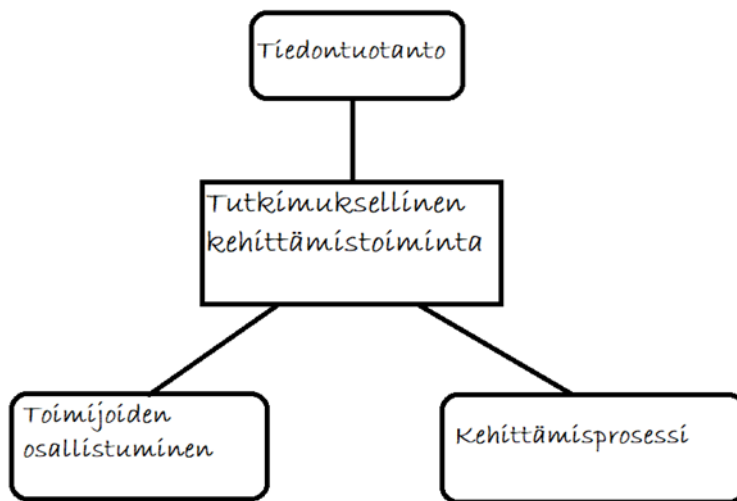 Tiedontuotanto
Tutkimuksellinen
kehittämistoiminta
Toimijoiden
osallistuminen
Kehittämisprosessi